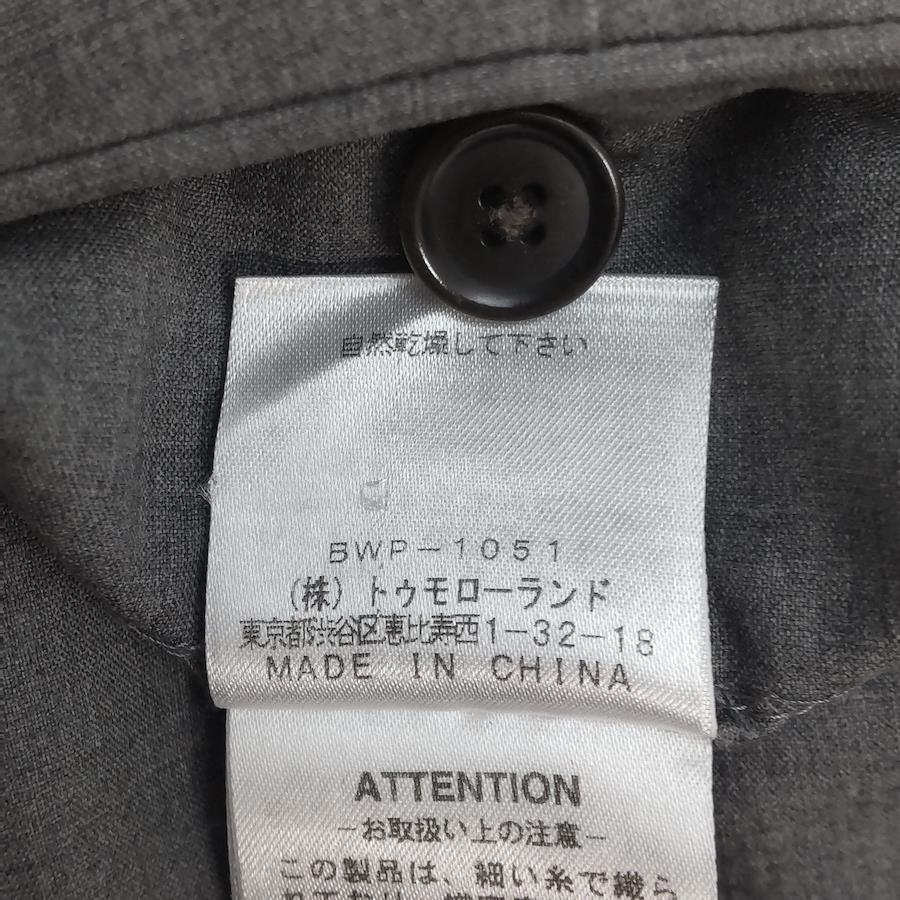 自然乾燥して下さい
BWP-1051
(株)トゥモローランド
東京都渋谷区恵比寿西1-32-18
MADE IN CHINA
ATTENTION
-お取扱い上の注意-
この製品は、細い糸で織ら